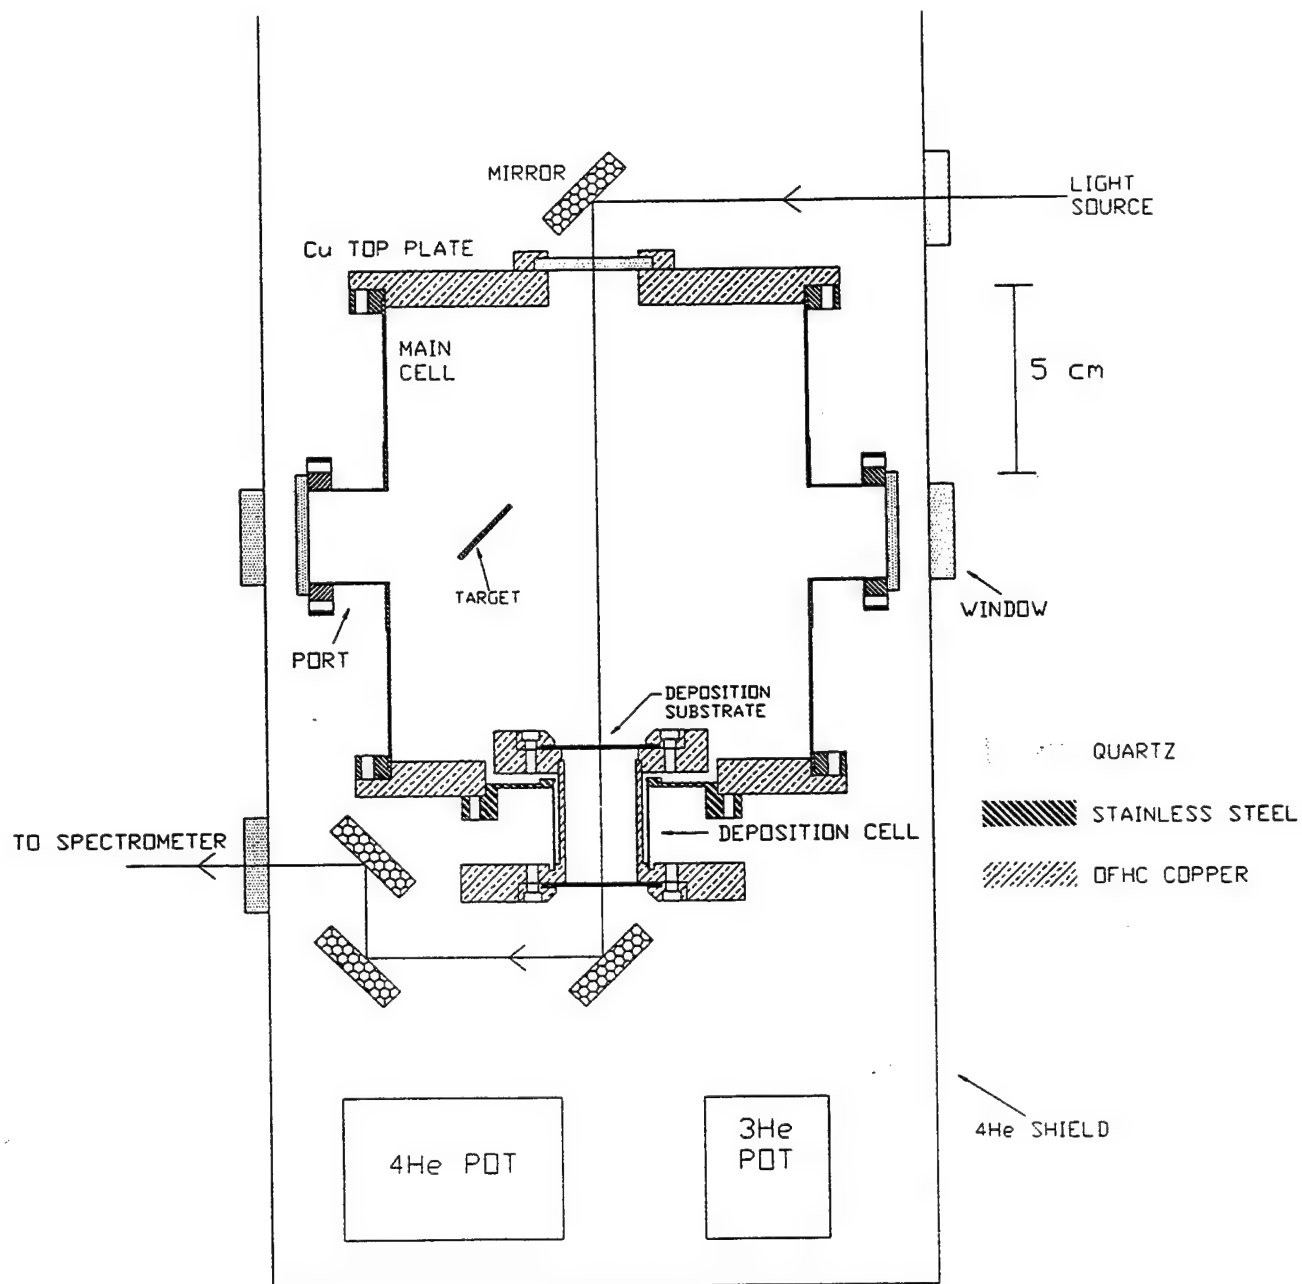 MIRROR
LIGHT
SOURCE
Cu TOP PLATE
MAIN
CELL
5 cm
TARGET
WINDOW
PORT
DEPOSITION
SUBSTRATE
QUARTZ
STAINLESS STEEL
TO SPECTROMETER
DEPOSITION CELL
OFHC COPPER
4He POT
3He
POT
4He SHIELD